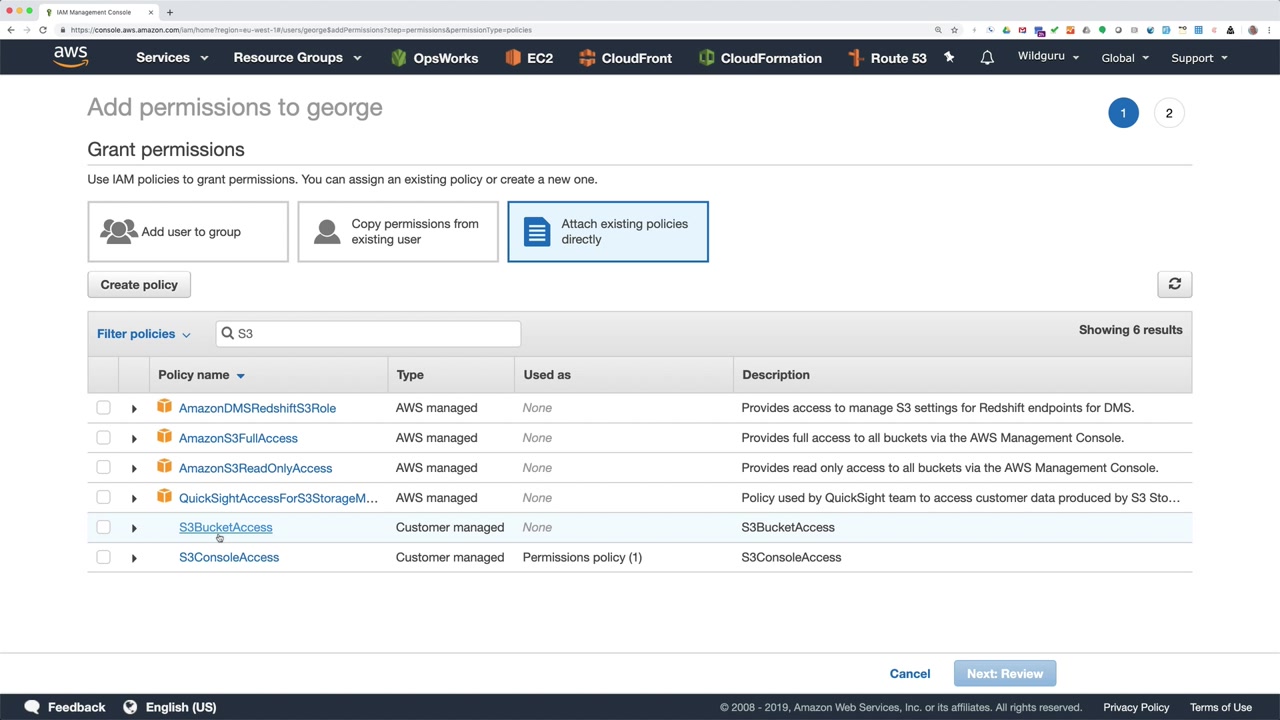 IAM Management Console
https://console.aws.amazon.com/iam/home?region=eu-west-1#/users/george$addPermissions?step=permissions&permissionType=policies
aws
Services
Resource Groups
OpsWorks
EC2
CloudFront
CloudFormation
Route 53
Wildguru
Global
Support
Add permissions to george
1
2
Grant permissions
Use IAM policies to grant permissions. You can assign an existing policy or create a new one.
Add user to group
Copy permissions from
existing user
Attach existing policies
directly
Create policy
Filter policies
S3
Showing 6 results
Policy name
Type
Used as
Description
AmazonDMSRedshiftS3Role AWS managed None Provides access to manage S3 settings for Redshift endpoints for DMS.
AmazonS3FullAccess AWS managed None Provides full access to all buckets via the AWS Management Console.
AmazonS3ReadOnlyAccess AWS managed None Provides read only access to all buckets via the AWS Management Console.
QuickSightAccessForS3StorageM... AWS managed None Policy used by QuickSight team to access customer data produced by S3 Sto...
S3BucketAccess Customer managed None S3BucketAccess
S3ConsoleAccess Customer managed Permissions policy (1) S3ConsoleAccess
Cancel
Next: Review
Feedback
English (US)
© 2008 - 2019, Amazon Web Services, Inc. or its affiliates. All rights reserved.
Privacy Policy
Terms of Use